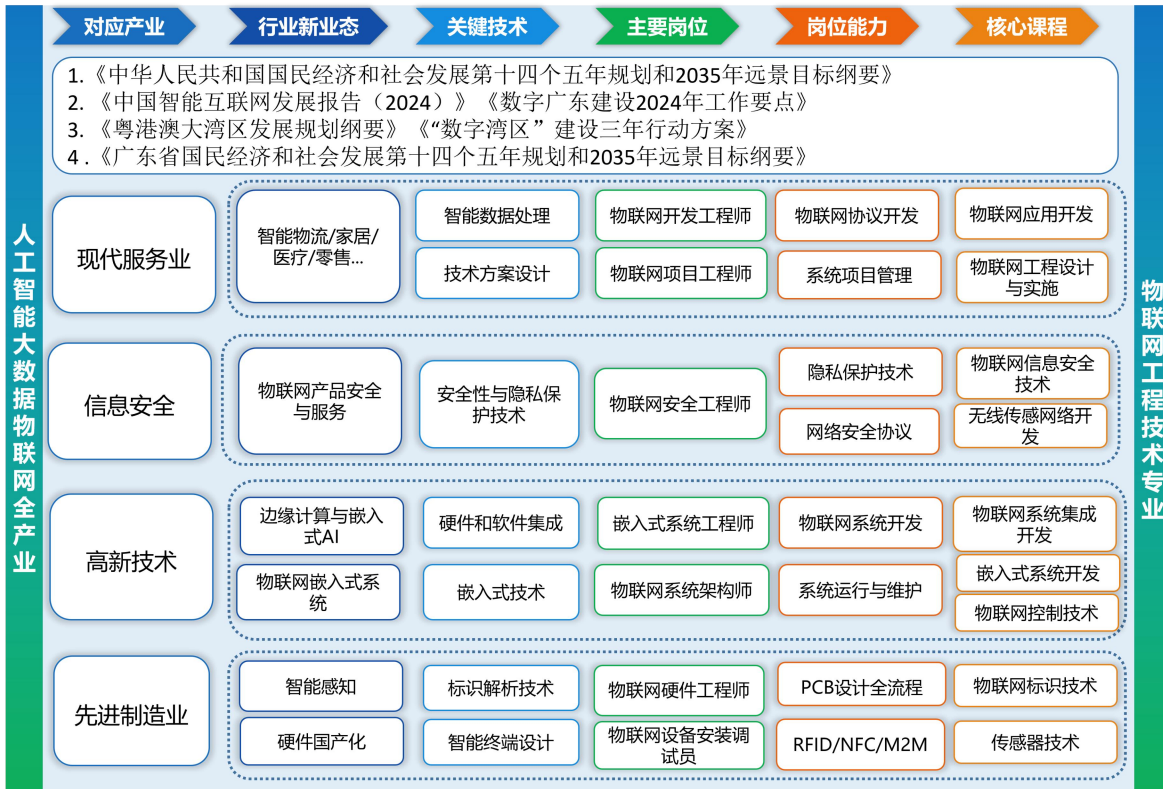 对应产业
行业新业态
关键技术
主要岗位
岗位能力
核心课程
1.《中华人民共和国国民经济和社会发展第十四个五年规划和2035年远景目标纲要》
2. 《中国智能互联网发展报告（2024）》《数字广东建设2024年工作要点》
3. 《粤港澳大湾区发展规划纲要》《“数字湾区”建设三年行动方案》
4 .《广东省国民经济和社会发展第十四个五年规划和2035年远景目标纲要》
人工智能大数据物联网全产业
现代服务业
智能物流/家居/
医疗/零售...
智能数据处理
技术方案设计
物联网开发工程师
物联网项目工程师
物联网协议开发
系统项目管理
物联网应用开发
物联网工程设计
与实施
信息安全
物联网产品安全
与服务
安全性与隐私保
护技术
物联网安全工程师
隐私保护技术
网络安全协议
物联网信息安全
技术
无线传感网络开
发
高新技术
边缘计算与嵌入
式AI
物联网嵌入式系
统
硬件和软件集成
嵌入式技术
嵌入式系统工程师
物联网系统架构师
物联网系统开发
系统运行与维护
物联网系统集成
开发
嵌入式系统开发
物联网控制技术
先进制造业
智能感知
硬件国产化
标识解析技术
智能终端设计
物联网硬件工程师
物联网设备安装调
试员
PCB设计全流程
RFID/NFC/M2M
物联网标识技术
传感器技术
物联网工程技术专业